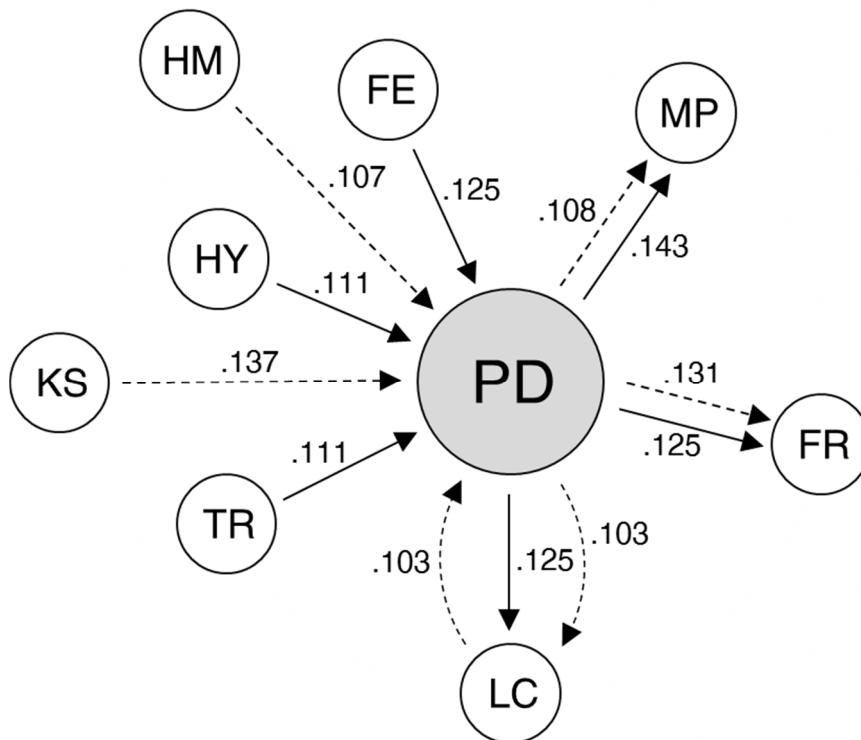 HM
FE
MP
.107
.125
.108
.143
HY
.111
KS
.137
PD
.131
.125
FR
.111
TR
.103
.125
.103
LC